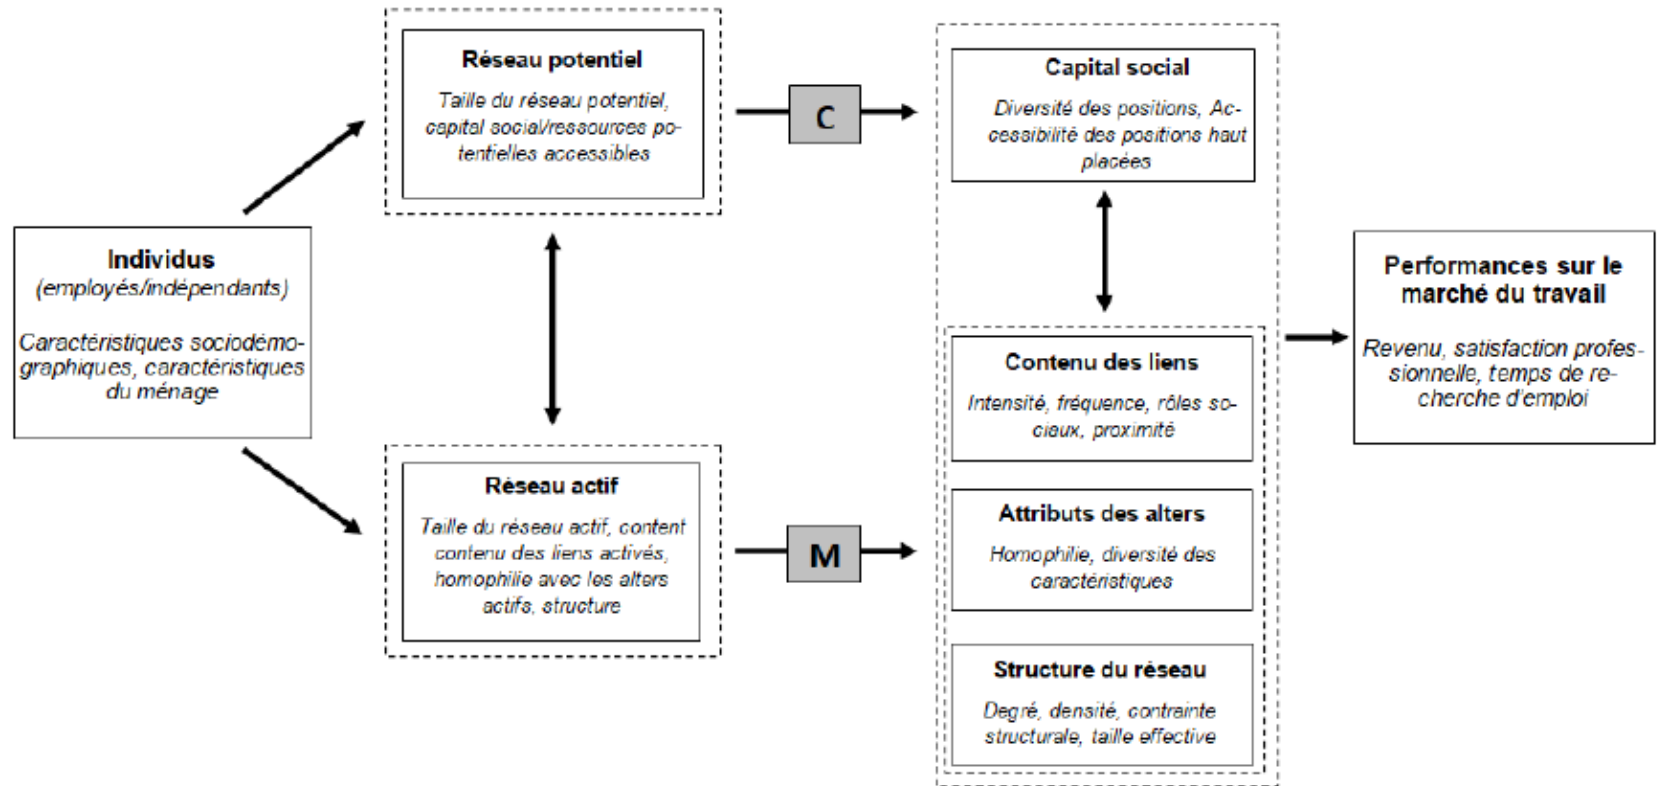 Individus
(employés/indépendants)
Caractéristiques sociodémo-
graphiques, caractéristiques
du ménage
Réseau potentiel
Taille du réseau potentiel,
capital social/ressources po-
tentielles accessibles
Réseau actif
Taille du réseau actif, content
contenu des liens activés,
homophilie avec les alters
actifs, structure
C
M
Capital social
Diversité des positions, Ac-
cessibilité des positions haut
placées
Contenu des liens
Intensité, fréquence, rôles so-
ciaux, proximité
Attributs des alters
Homophilie, diversité des
caractéristiques
Structure du réseau
Degré, densité, contrainte
structurale, taille effective
Performances sur le
marché du travail
Revenu, satisfaction profes-
sionnelle, temps de re-
cherche d'emploi